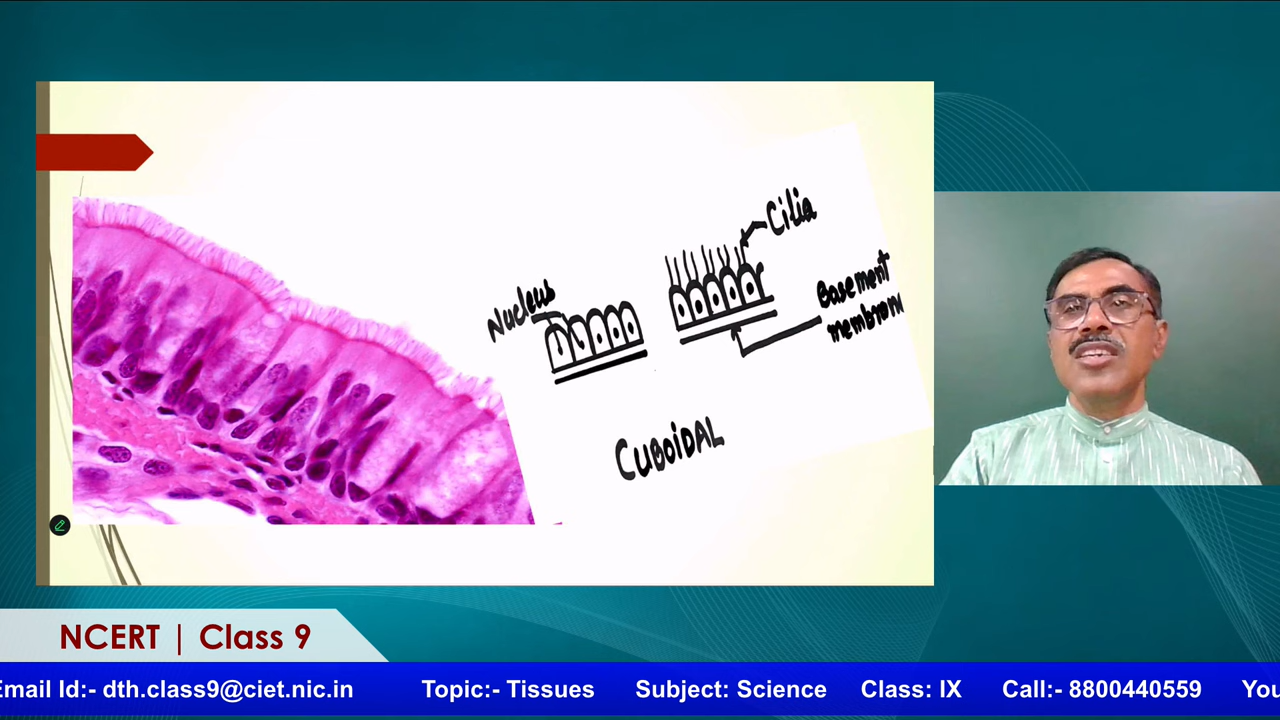 Cilia
Nucleus
Basement
membran
CUBOIDAL
NCERT | Class 9
Email Id:- dth.class9@ciet.nic.in Topic:- Tissues Subject: Science Class: IX Call:- 8800440559 You